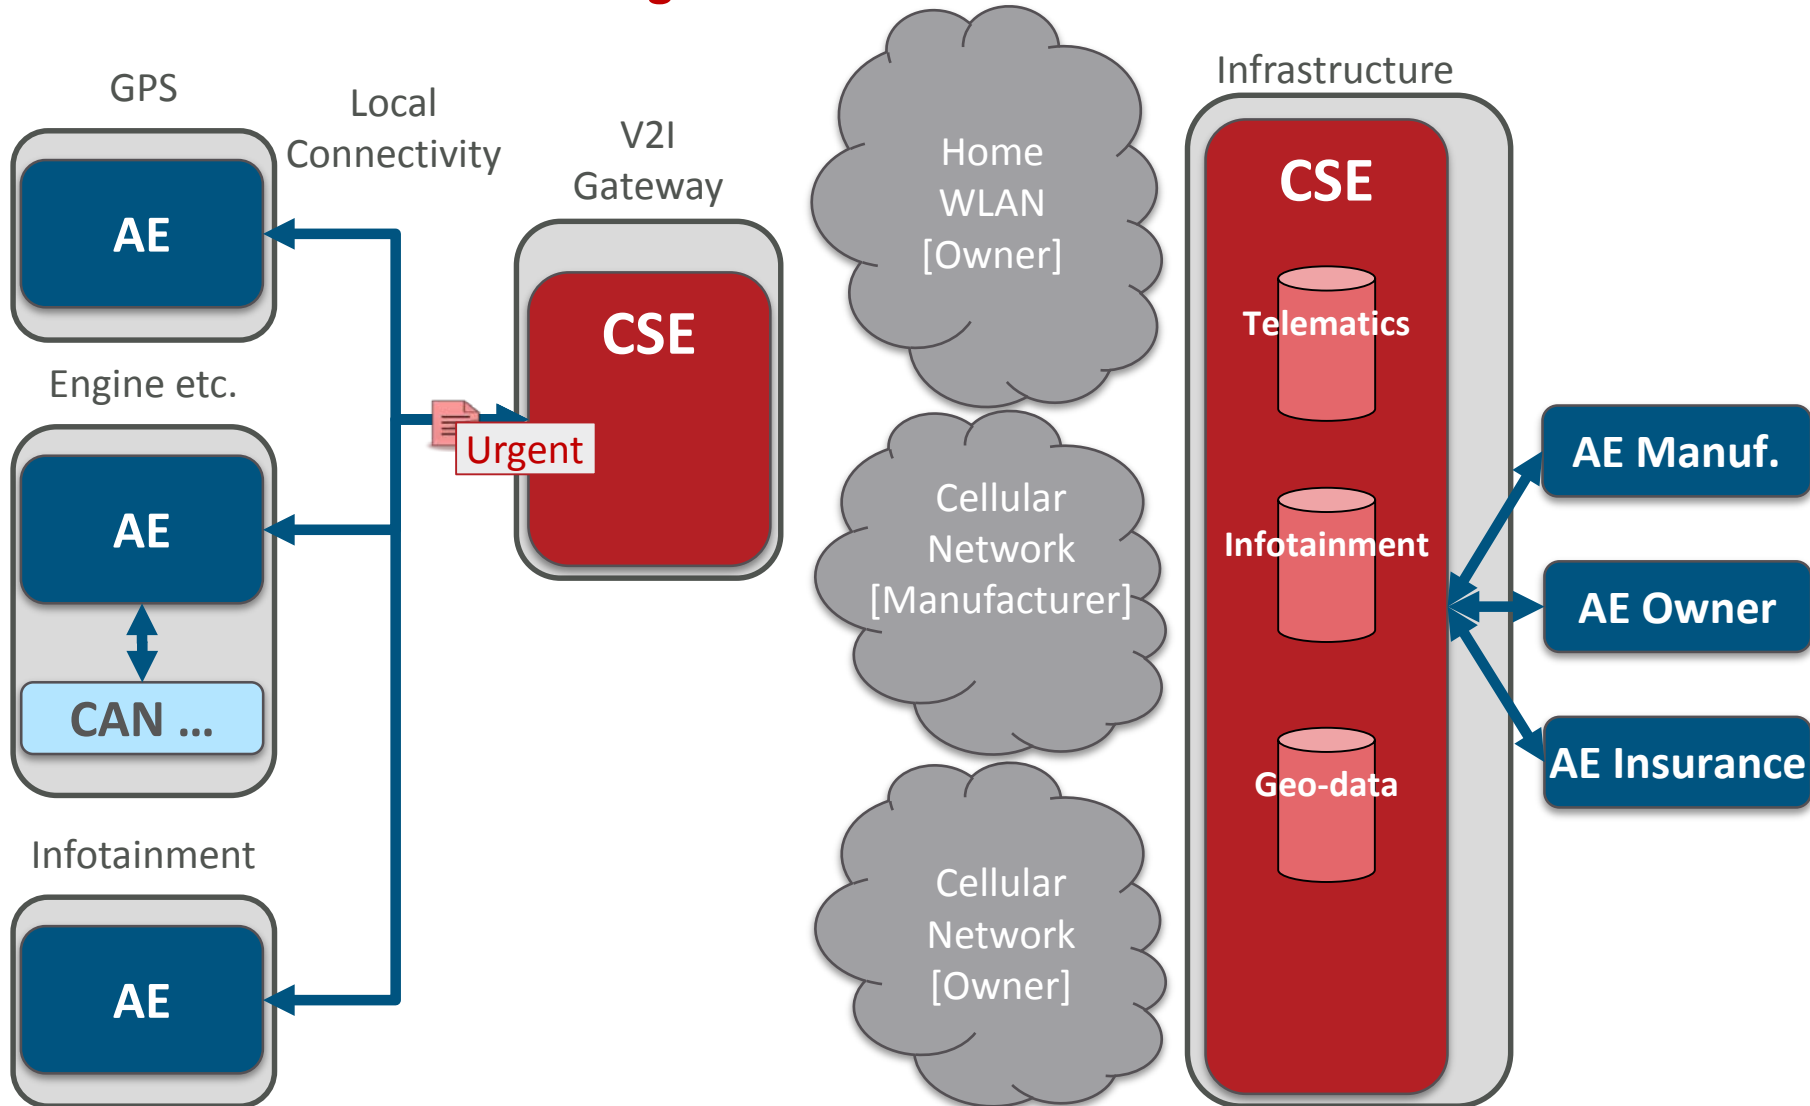 GPS
AE
Local
Connectivity
V2I
Gateway
CSE
Urgent
Engine etc.
AE
CAN ...
Infotainment
AE
Home
WLAN
[Owner]
Cellular
Network
[Manufacturer]
Cellular
Network
[Owner]
Infrastructure
CSE
Telematics
Infotainment
Geo-data
AE Manuf.
AE Owner
AE Insurance